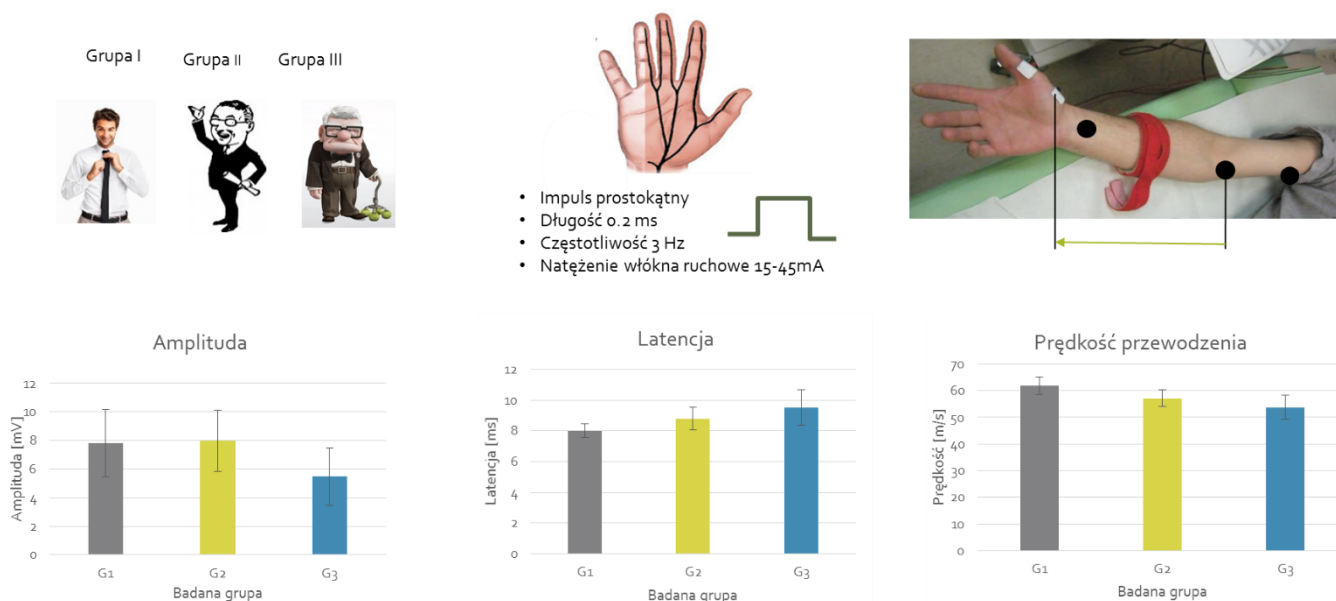 Grupa I
Grupa II
Grupa III
• Impuls prostokątny
• Długość 0.2 ms
• Częstotliwość 3 Hz
• Natężenie włókna ruchowe 15-45mA
Amplituda
Amplituda [mV]
12
10
8
6
4
2
0
G1
G2
G3
Badana grupa
Latencja
Latencja [ms]
12
10
8
6
4
2
0
G1
G2
G3
Badana grupa
Prędkość przewodzenia
Prędkość [m/s]
70
60
50
40
30
20
10
0
G1
G2
G3
Badana grupa